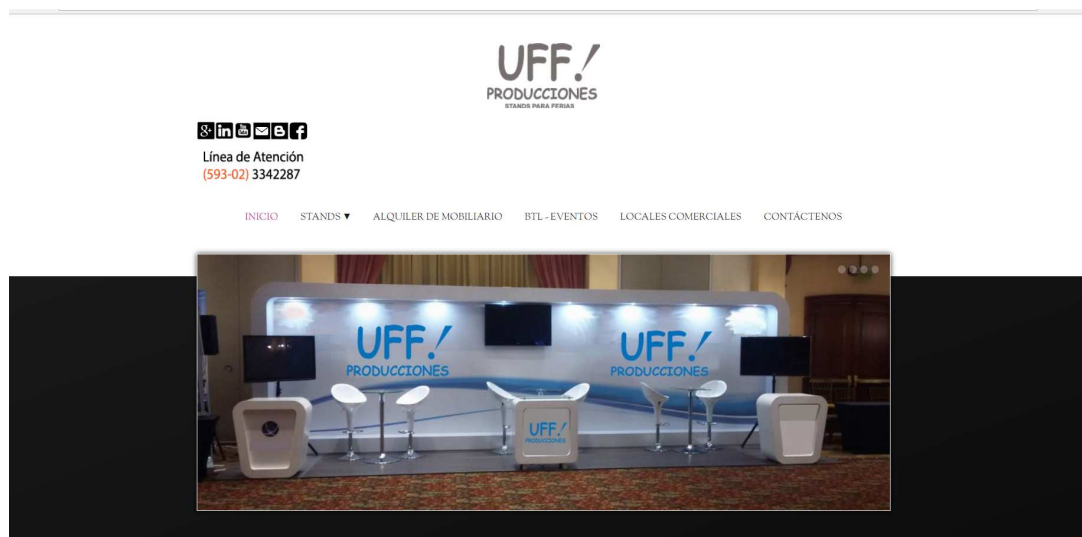 UFF!
PRODUCCIONES
STANDS PARA FERIAS
Línea de Atención
(593-02) 3342287
INICIO STANDS ▼ ALQUILER DE MOBILIARIO BTL - EVENTOS LOCALES COMERCIALES CONTÁCTENOS
UFF!
PRODUCCIONES
UFF!
PRODUCCIONES
UFF!
PRODUCCIONES